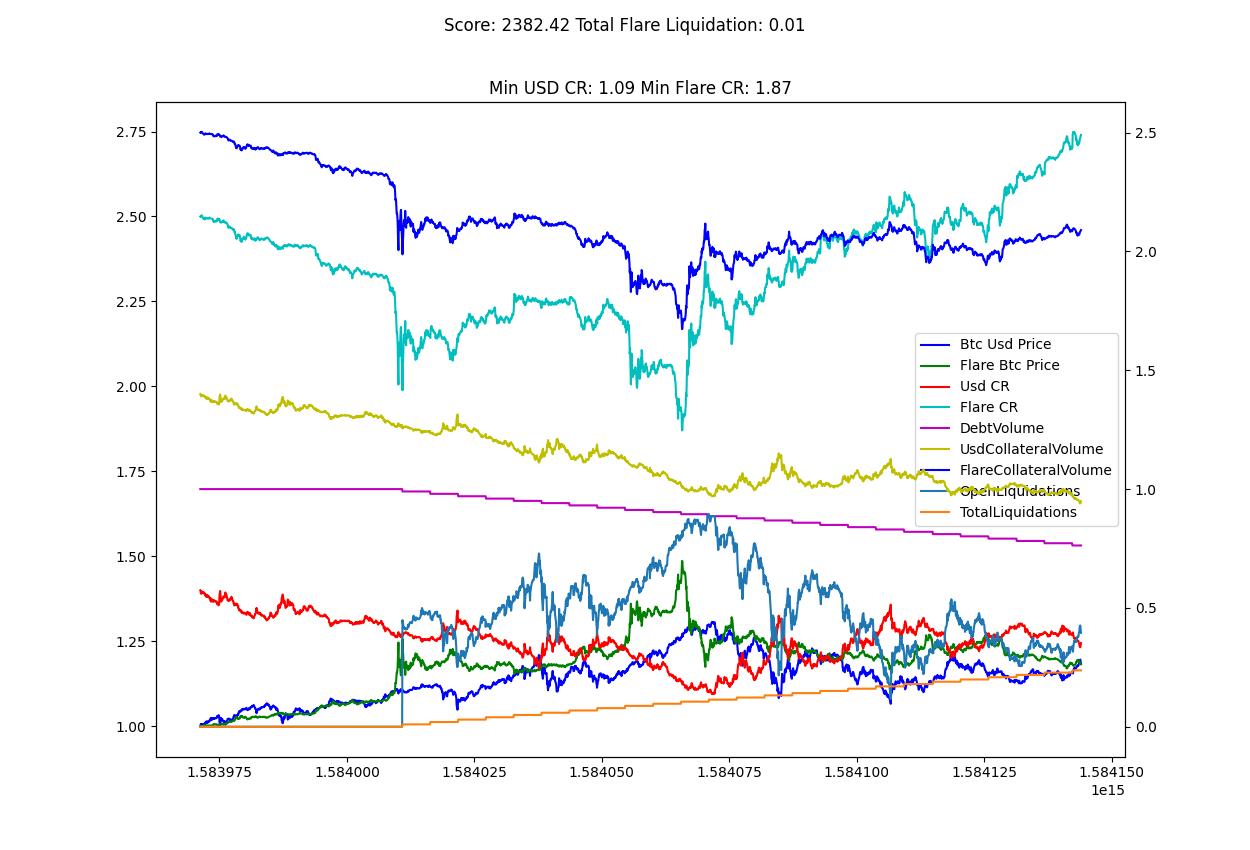 Score: 2382.42 Total Flare Liquidation: 0.01
Min USD CR: 1.09 Min Flare CR: 1.87
2.75
2.50
2.25
2.00
1.75
1.50
1.25
1.00
2.5
2.0
1.5
1.0
0.5
0.0
Btc Usd Price
Flare Btc Price
Usd CR
Flare CR
DebtVolume
UsdCollateralVolume
FlareCollateralVolume
OpenLiquidations
TotalLiquidations
1.583975 1.584000 1.584025 1.584050 1.584075 1.584100 1.584125 1.584150
1e15